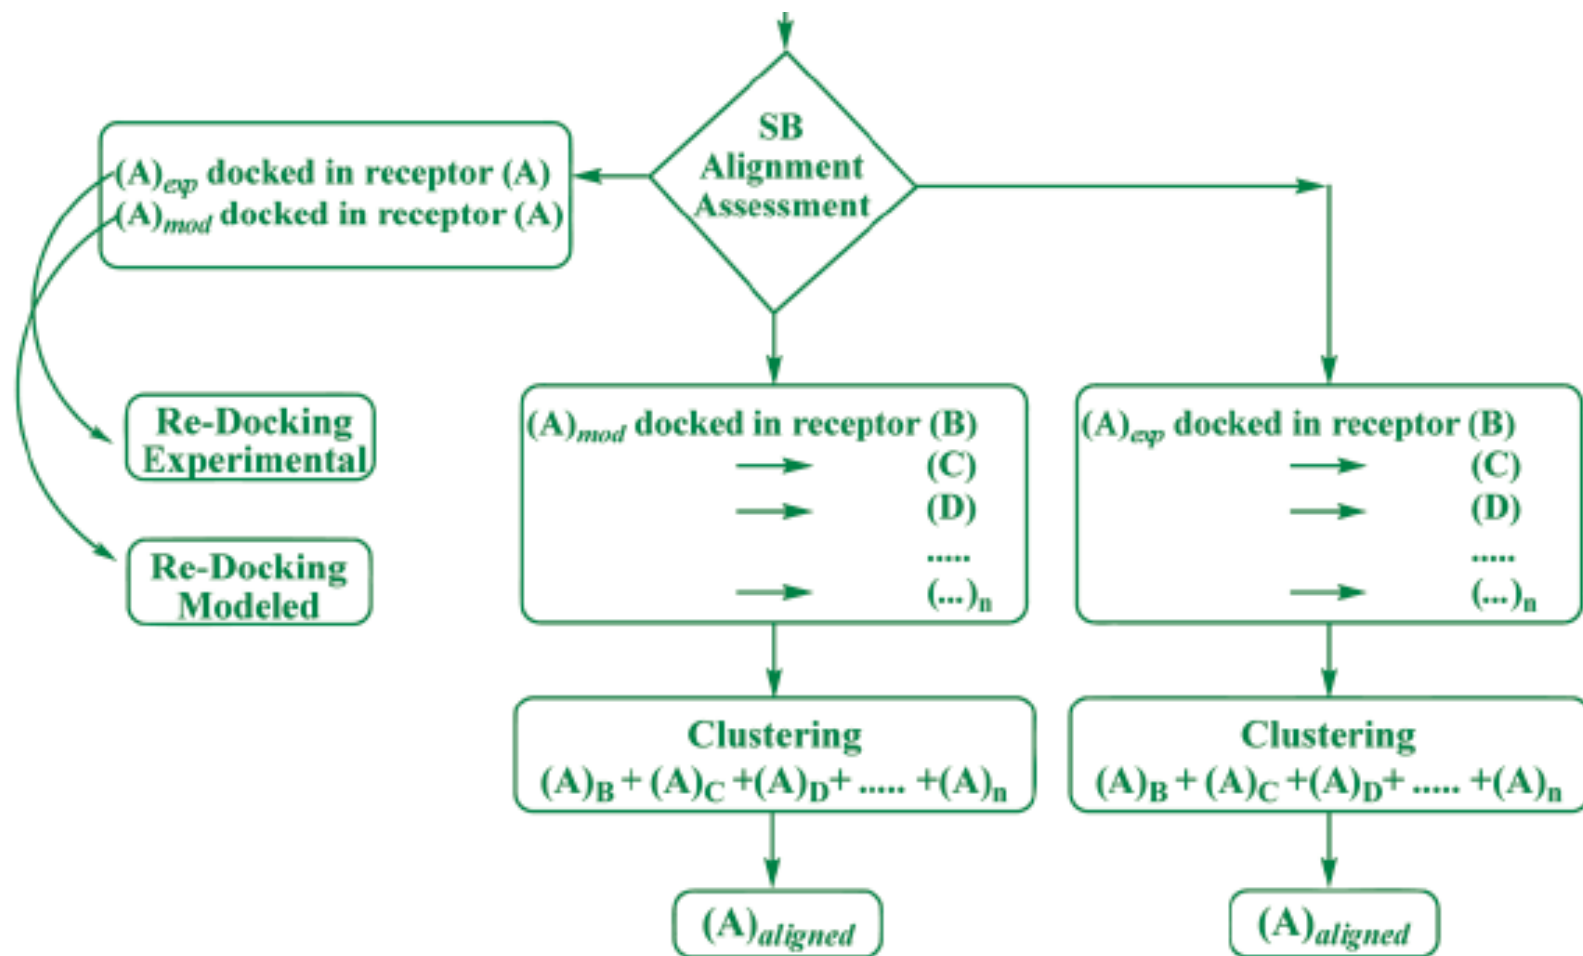 SB
Alignment
Assessment
(A)exp docked in receptor (A)
(A)mod docked in receptor (A)
Re-Docking
Experimental
Re-Docking
Modeled
(A)mod docked in receptor (B)
(C)
(D)
.....
(...)n
(A)exp docked in receptor (B)
(C)
(D)
.....
(...)n
Clustering
(A)B + (A)C +(A)D+ ..... +(A)n
Clustering
(A)B + (A)C +(A)D+ ..... +(A)n
(A)aligned
(A)aligned